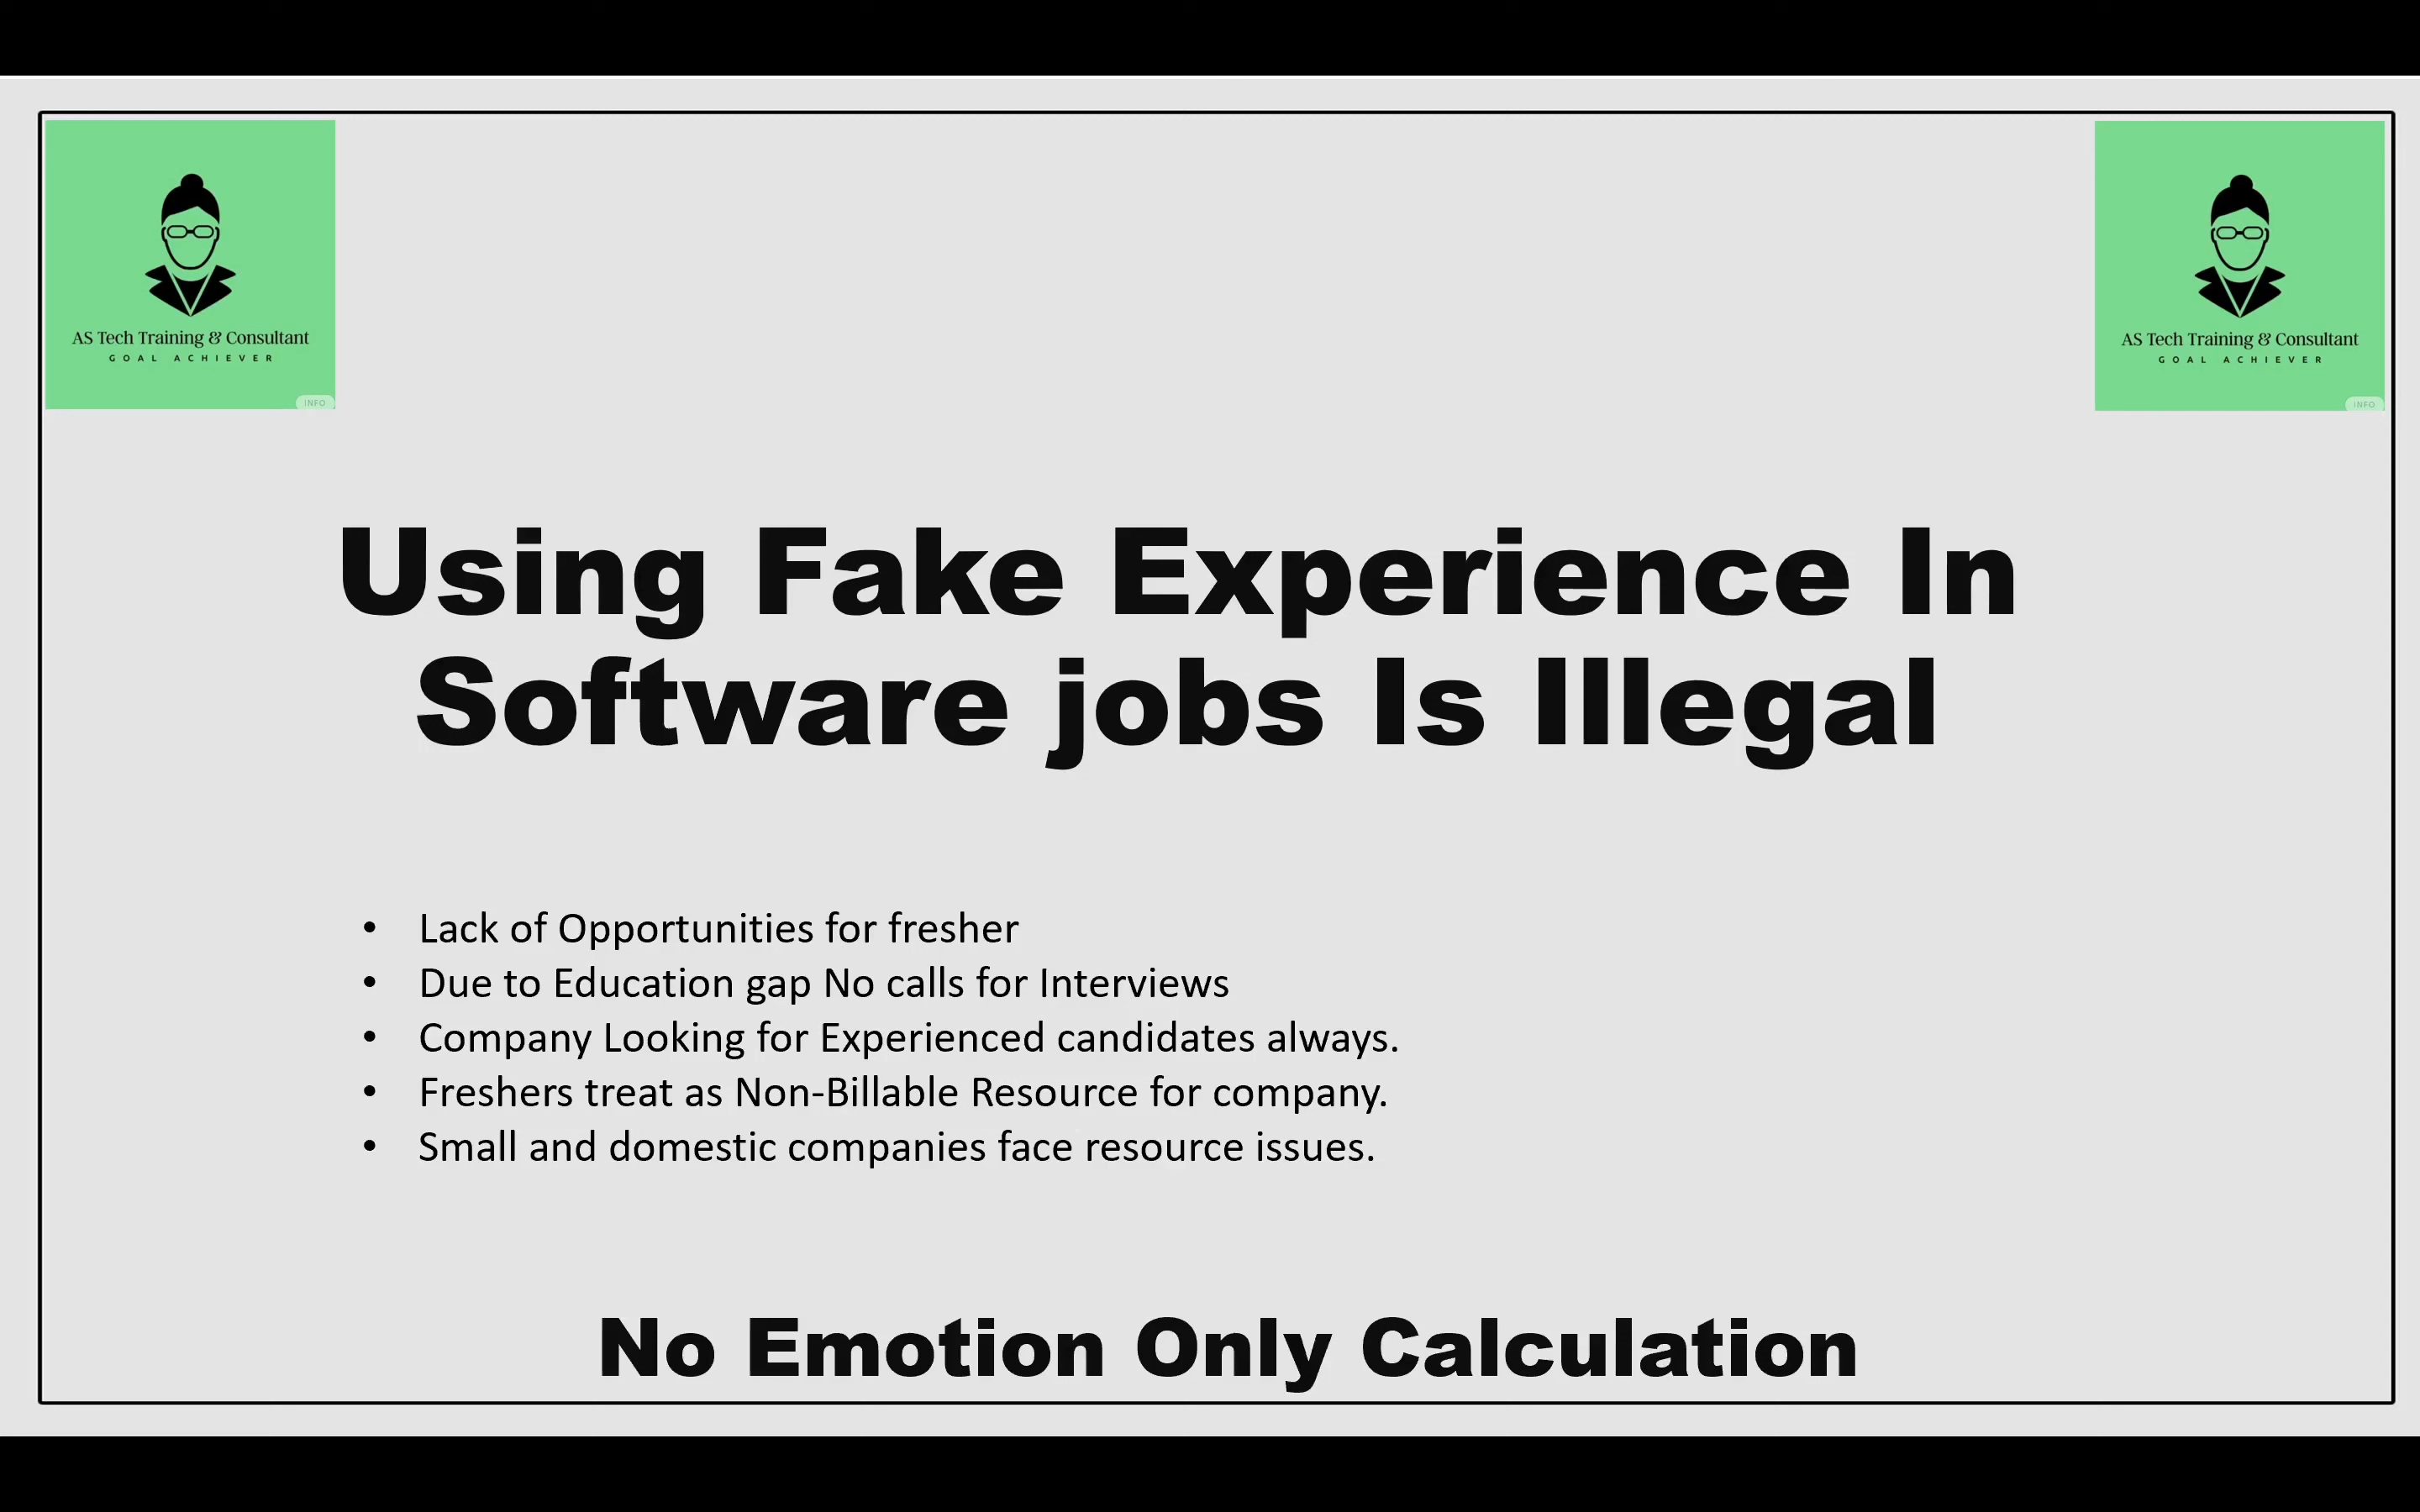 AS Tech Training & Consultant
GOAL ACHIEVER
INFO
AS Tech Training & Consultant
GOAL ACHIEVER
INFO
Using Fake Experience In
Software jobs Is Illegal
• Lack of Opportunities for fresher
• Due to Education gap No calls for Interviews
• Company Looking for Experienced candidates always.
• Freshers treat as Non-Billable Resource for company.
• Small and domestic companies face resource issues.
No Emotion Only Calculation